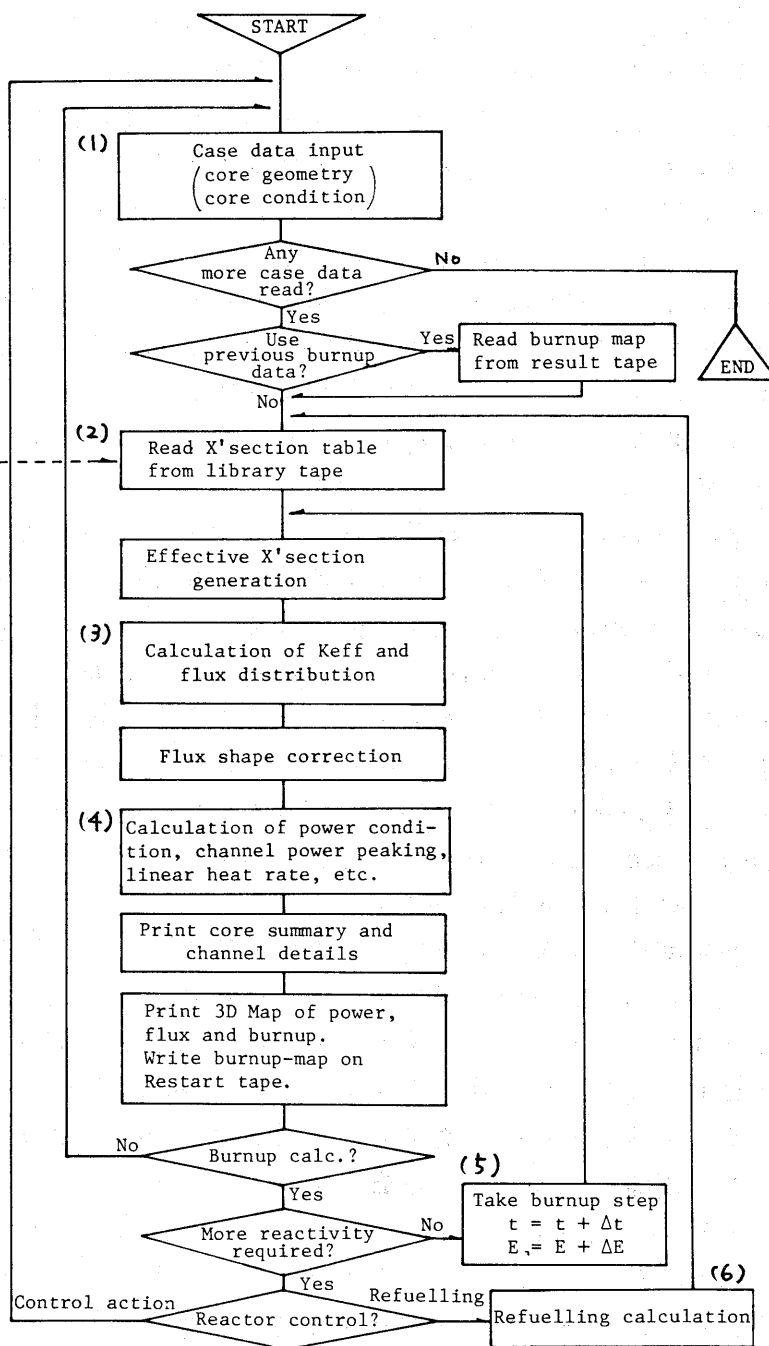 START
(1)
Case data input
(core geometry
core condition)
Any
more case data
read?
No
Yes
Use
previous burnup
data?
Yes
Read burnup map
from result tape
END
No
(2)
Read X'section table
from library tape
Effective X'section
generation
(3)
Calculation of Keff and
flux distribution
Flux shape correction
(4)
Calculation of power condi-
tion, channel power peaking,
linear heat rate, etc.
Print core summary and
channel details
Print 3D Map of power,
flux and burnup.
Write burnup-map on
Restart tape.
No
Burnup calc.?
Yes
(5)
Take burnup step
t = t + Δt
E = E + ΔE
More reactivity
required?
No
Yes
Control action
Reactor control?
Refuelling
(6)
Refuelling calculation